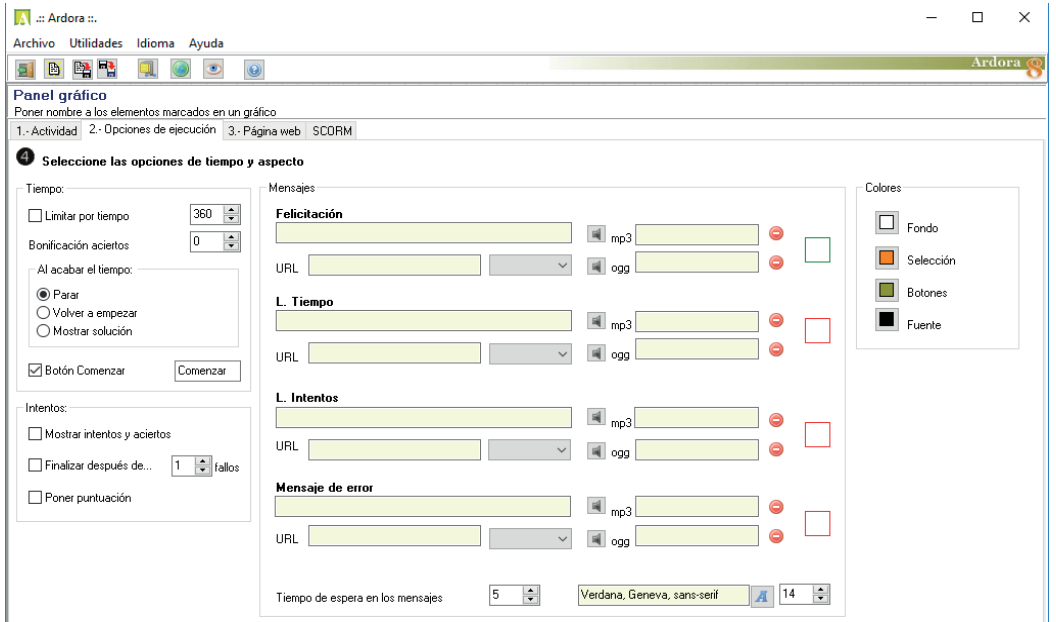 .:: Ardora ::.
Archivo Utilidades Idioma Ayuda
Ardora 8
Panel gráfico
Poner nombre a los elementos marcados en un gráfico
1.- Actividad 2.- Opciones de ejecución 3.- Página web SCORM
4 Seleccione las opciones de tiempo y aspecto
Tiempo:
Limitar por tiempo 360
Bonificación aciertos 0
Al acabar el tiempo:
Parar
Volver a empezar
Mostrar solución
Botón Comenzar Comenzar
Intentos:
Mostrar intentos y aciertos
Finalizar después de... 1 fallos
Poner puntuación
Mensajes
Felicitación
mp3
URL ogg
L. Tiempo
mp3
URL ogg
L. Intentos
mp3
URL ogg
Mensaje de error
mp3
URL ogg
Tiempo de espera en los mensajes 5 Verdana, Geneva, sans-serif A 14
Colores
Fondo
Selección
Botones
Fuente